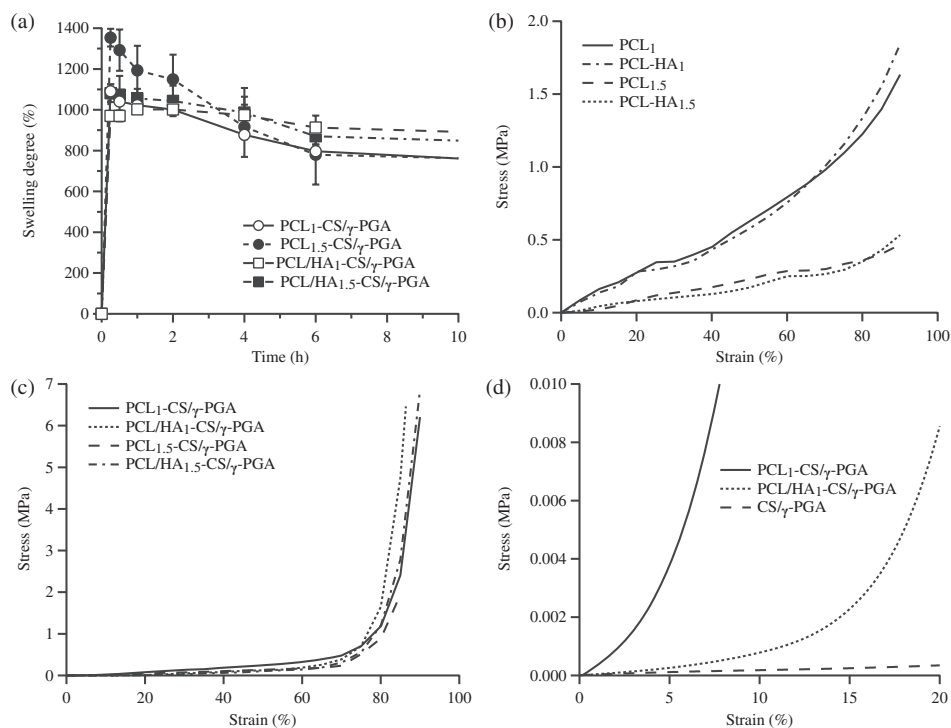 (a)
1400
1200
1000
800
600
400
200
0
Swelling degree (%)
0
2
4
6
8
10
Time (h)
PCL₁-CS/γ-PGA
PCL₁.₅-CS/γ-PGA
PCL/HA₁-CS/γ-PGA
PCL/HA₁.₅-CS/γ-PGA
(b)
2.0
1.5
1.0
0.5
0.0
Stress (MPa)
0
20
40
60
80
100
Strain (%)
PCL₁
PCL-HA₁
PCL₁.₅
PCL-HA₁.₅
(c)
7
6
5
4
3
2
1
0
Stress (MPa)
0
20
40
60
80
100
Strain (%)
PCL₁-CS/γ-PGA
PCL/HA₁-CS/γ-PGA
PCL₁.₅-CS/γ-PGA
PCL/HA₁.₅-CS/γ-PGA
(d)
0.010
0.008
0.006
0.004
0.002
0.000
Stress (MPa)
0
5
10
15
20
Strain (%)
PCL₁-CS/γ-PGA
PCL/HA₁-CS/γ-PGA
CS/γ-PGA